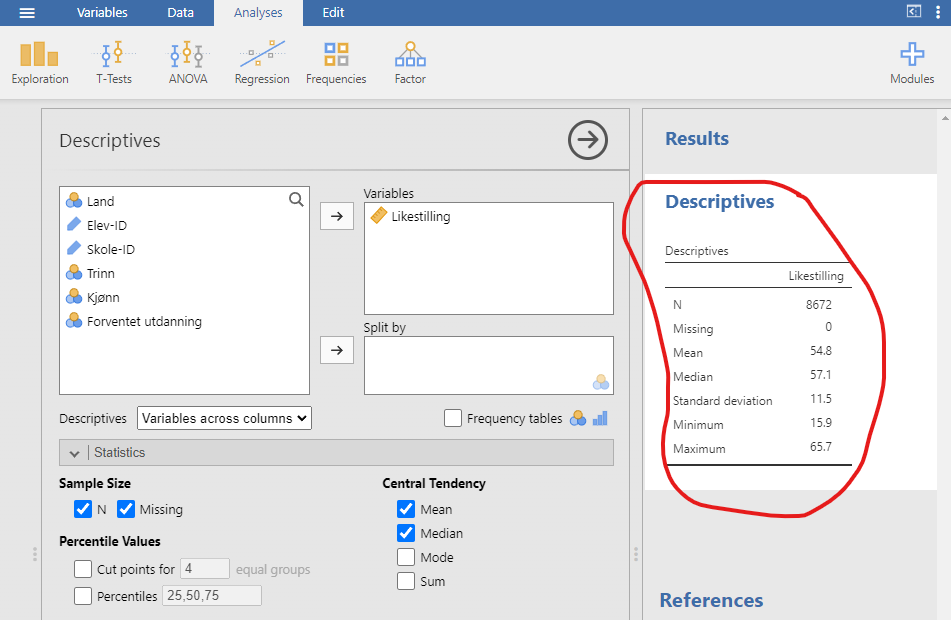 Variables Data Analyses Edit
Exploration T-Tests ANOVA Regression Frequencies Factor Modules
Descriptives
Land
Elev-ID
Skole-ID
Trinn
Kjønn
Forventet utdanning
Variables
Likestilling
Split by
Descriptives Variables across columns Frequency tables
Statistics
Sample Size
N Missing
Percentile Values
Cut points for 4 equal groups
Percentiles 25,50,75
Central Tendency
Mean
Median
Mode
Sum
Results
Descriptives
Descriptives
Likestilling
N 8672
Missing 0
Mean 54.8
Median 57.1
Standard deviation 11.5
Minimum 15.9
Maximum 65.7
References